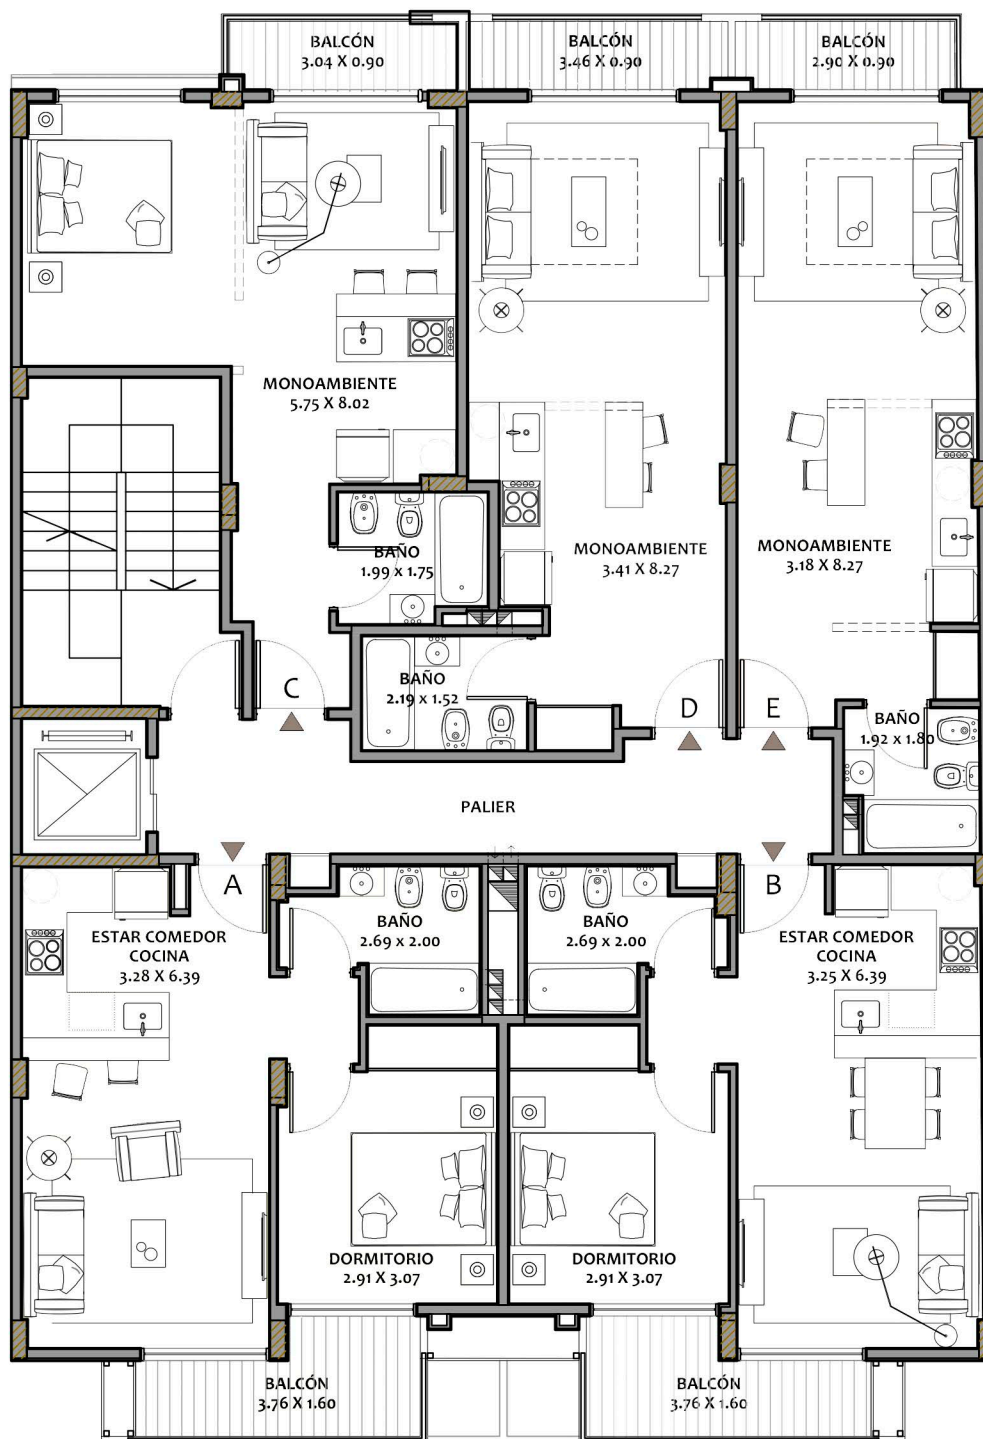 BALCÓN
3.04 X 0.90
BALCÓN
3.46 X 0.90
BALCÓN
2.90 X 0.90
MONOAMBIENTE
5.75 X 8.02
MONOAMBIENTE
3.41 X 8.27
MONOAMBIENTE
3.18 X 8.27
BAÑO
1.99 x 1.75
BAÑO
2.19 x 1.52
BAÑO
1.92 x 1.80
C
D
E
PALIER
A
B
ESTAR COMEDOR
COCINA
3.28 X 6.39
BAÑO
2.69 x 2.00
BAÑO
2.69 x 2.00
ESTAR COMEDOR
COCINA
3.25 X 6.39
DORMITORIO
2.91 X 3.07
DORMITORIO
2.91 X 3.07
BALCÓN
3.76 X 1.60
BALCÓN
3.76 X 1.60